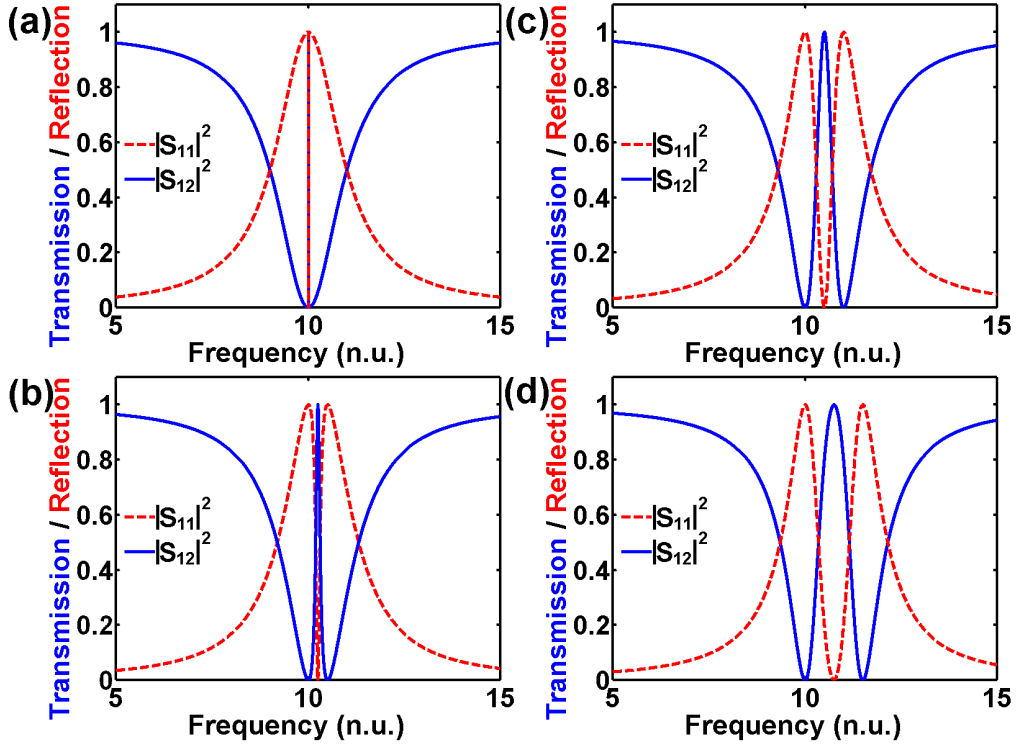 (a)
Transmission / Reflection
1
0.8
0.6
0.4
0.2
0
|S11|²
|S12|²
5
10
15
Frequency (n.u.)
(c)
Transmission / Reflection
1
0.8
0.6
0.4
0.2
0
|S11|²
|S12|²
5
10
15
Frequency (n.u.)
(b)
Transmission / Reflection
1
0.8
0.6
0.4
0.2
0
|S11|²
|S12|²
5
10
15
Frequency (n.u.)
(d)
Transmission / Reflection
1
0.8
0.6
0.4
0.2
0
|S11|²
|S12|²
5
10
15
Frequency (n.u.)